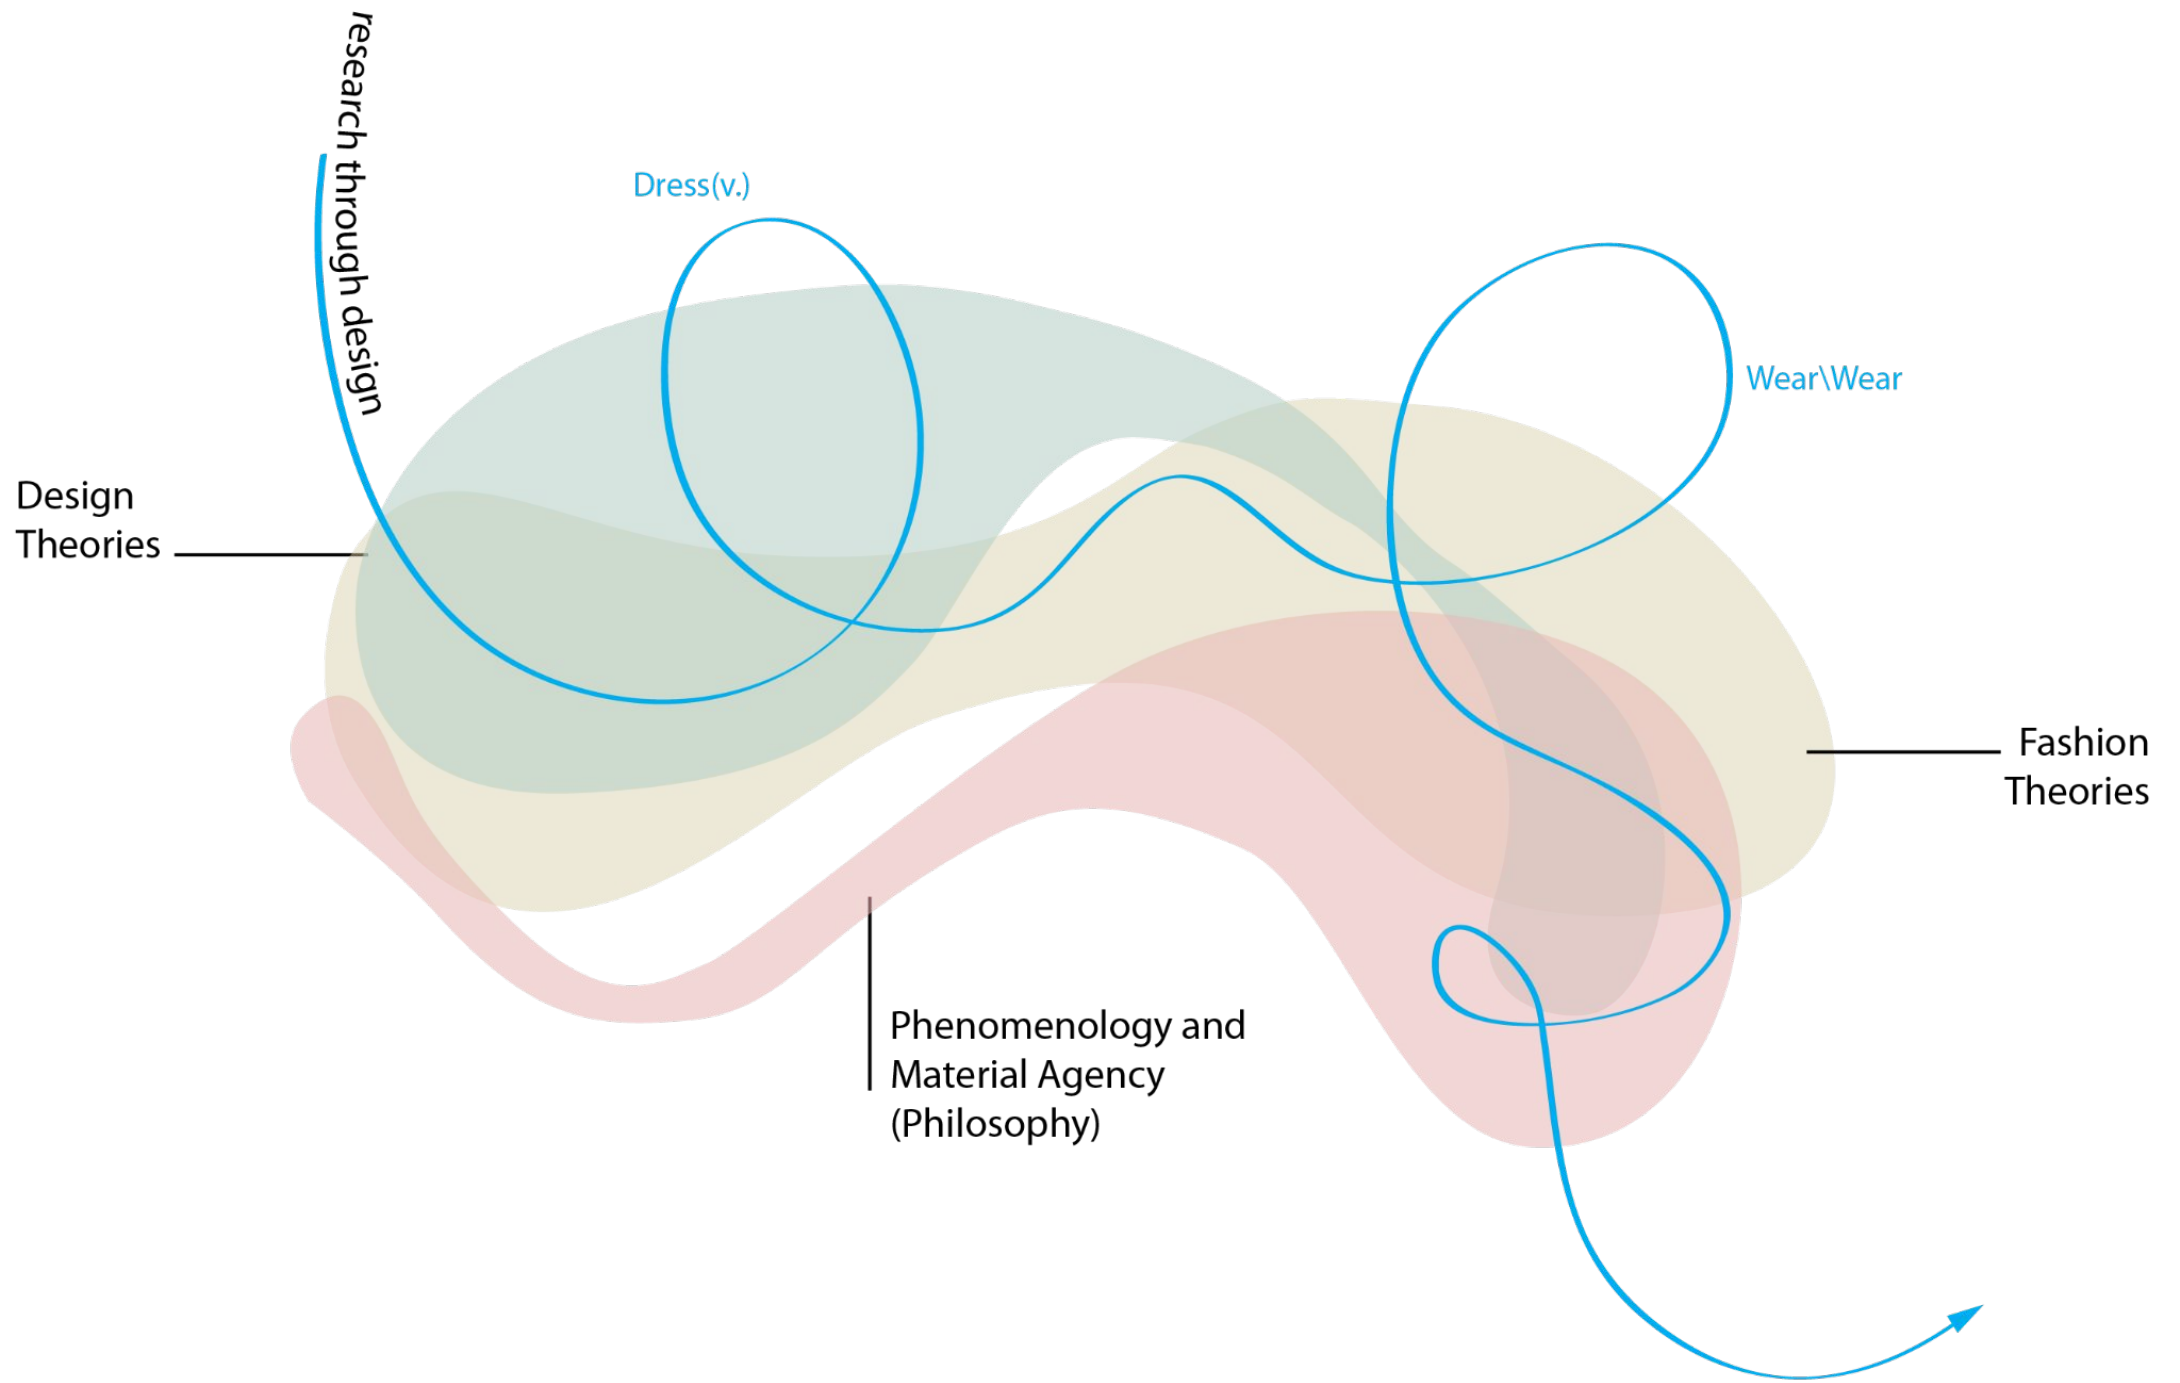 research through design
Dress(v.)
Wear\Wear
Design
Theories
Fashion
Theories
Phenomenology and
Material Agency
(Philosophy)